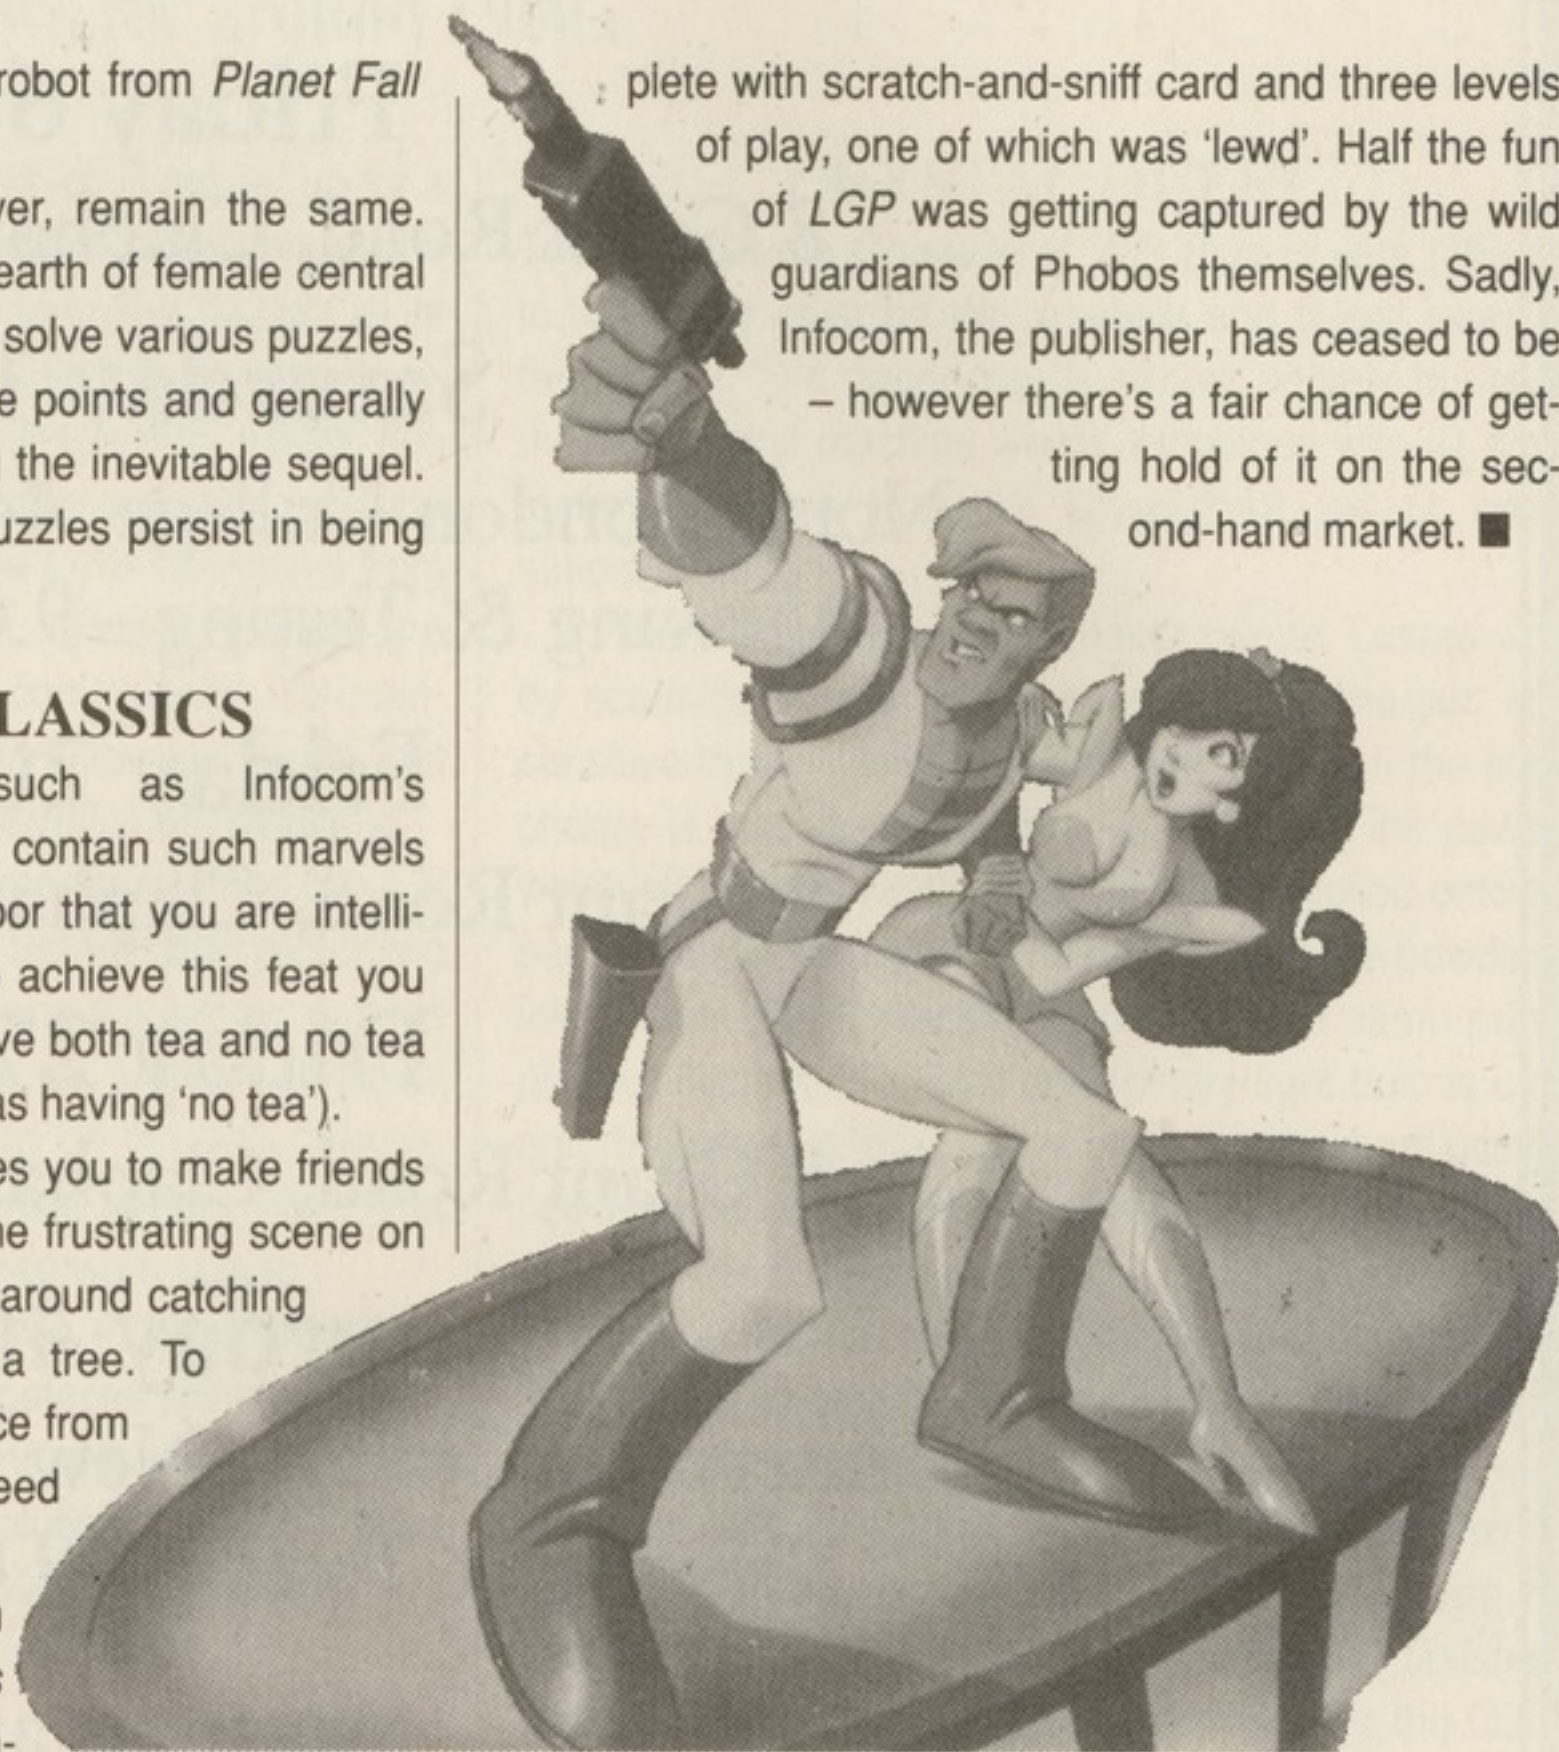 robot from Planet Fall
ver, remain the same.
earth of female central
solve various puzzles,
e points and generally
the inevitable sequel.
uzzles persist in being
LASSICS
such as Infocom's
contain such marvels
oor that you are intelli-
achieve this feat you
ve both tea and no tea
as having ‘no tea’).
es you to make friends
ne frustrating scene on
around catching
a tree. To
ce from
eed
plete with scratch-and-sniff card and three levels
of play, one of which was ‘lewd’. Half the fun
of LGP was getting captured by the wild
guardians of Phobos themselves. Sadly,
Infocom, the publisher, has ceased to be
– however there's a fair chance of get-
ting hold of it on the sec-
ond-hand market. ■